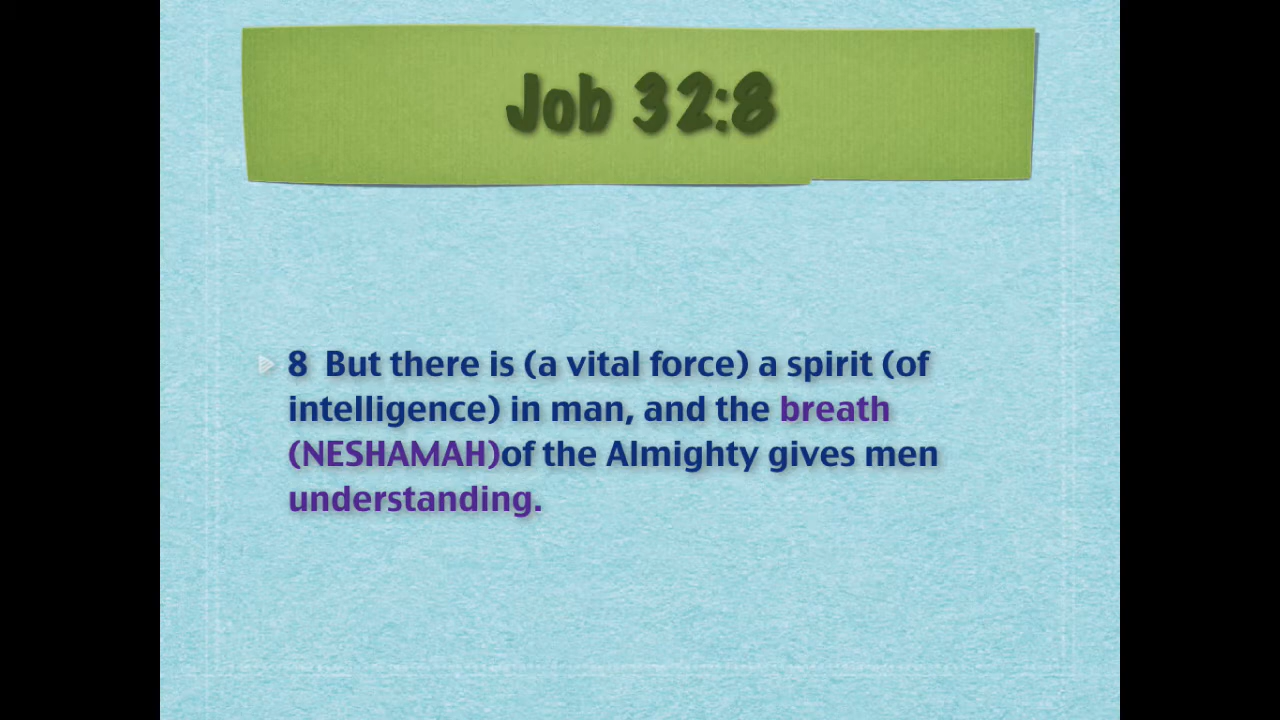 Job 32:8
8 But there is (a vital force) a spirit (of
intelligence) in man, and the breath
(NESHAMAH)of the Almighty gives men
understanding.